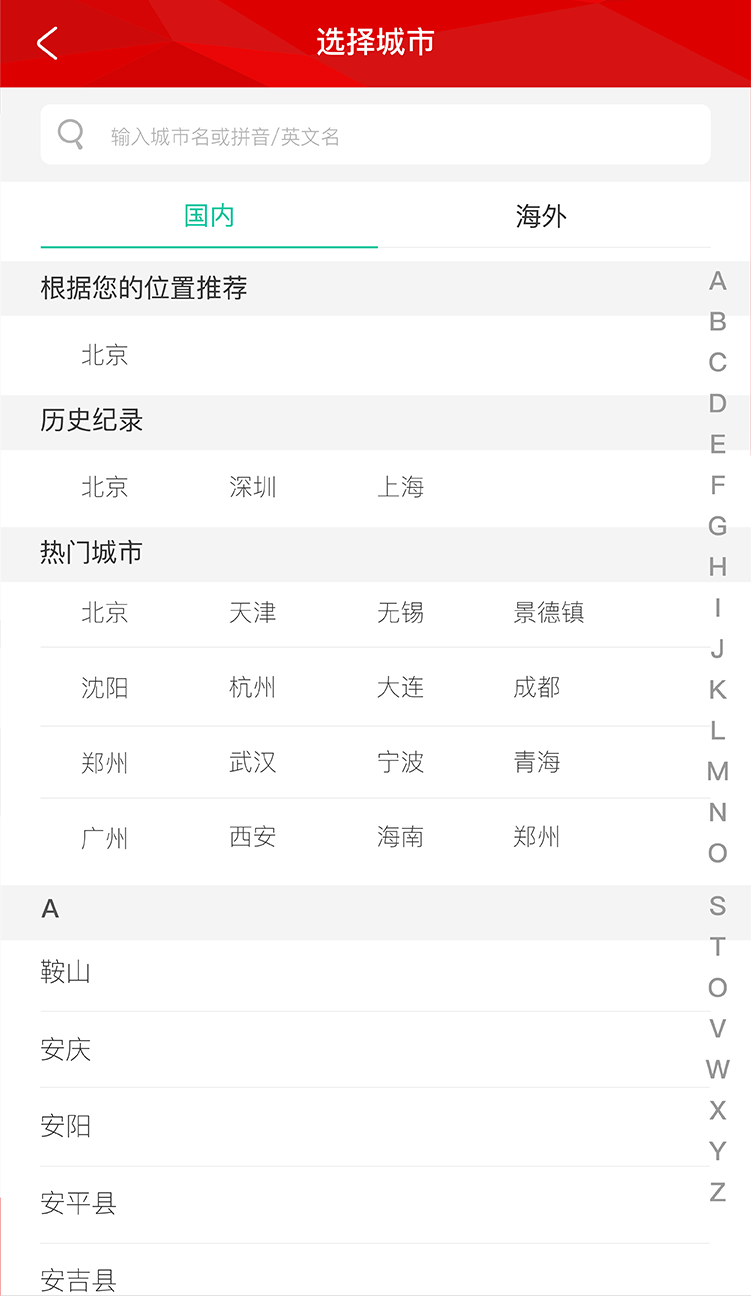 选择城市
输入城市名或拼音/英文名
国内 海外
根据您的位置推荐
北京
历史纪录
北京 深圳 上海
热门城市
北京 天津 无锡 景德镇
沈阳 杭州 大连 成都
郑州 武汉 宁波 青海
广州 西安 海南 郑州
A
鞍山
安庆
安阳
安平县
安吉县
A
B
C
D
E
F
G
H
I
J
K
L
M
N
O
S
T
O
V
W
X
Y
Z